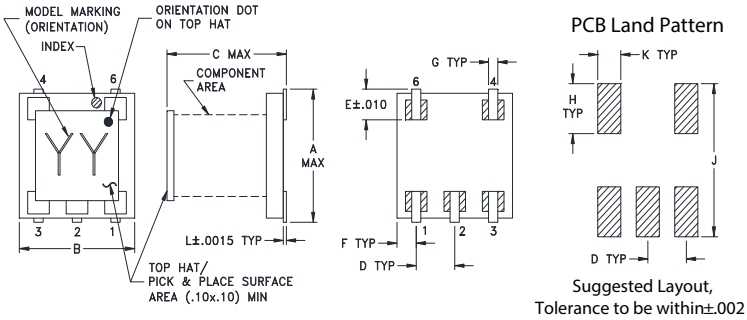 MODEL MARKING
(ORIENTATION)
INDEX
ORIENTATION DOT
ON TOP HAT
4
6
YY
3
2
1
B
C MAX
COMPONENT
AREA
A
MAX
L±.0015 TYP
TOP HAT/
PICK & PLACE SURFACE
AREA (.10x.10) MIN
G TYP
6
4
E±.010
1
2
3
F TYP
D TYP
PCB Land Pattern
K TYP
H
TYP
J
D TYP
Suggested Layout,
Tolerance to be within±.002